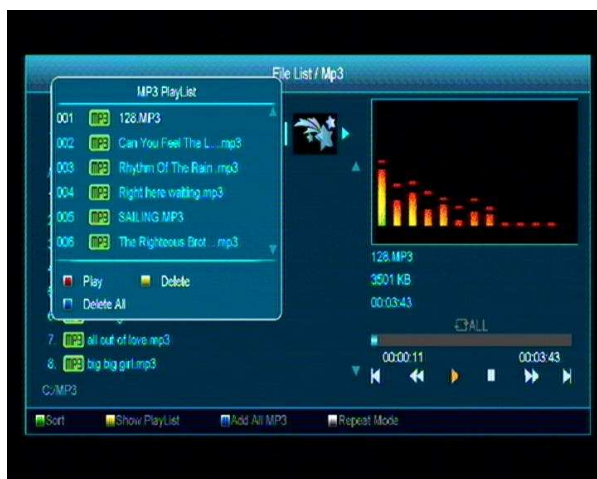 File List / Mp3
MP3 PlayList
001 MP3 128.MP3
002 MP3 Can You Feel The L....mp3
003 MP3 Rhythm Of The Rain .mp3
004 MP3 Right here waiting.mp3
005 MP3 SAILING.MP3
006 MP3 The Righteous Brot... mp3
Play Delete
Delete All
7. MP3 all out of love.mp3
8. MP3 big big girl.mp3
C:/MP3
128.MP3
3501 KB
00:03:43
ALL
00:00:11 00:03:43
Sort Show PlayList Add All MP3 Repeat Mode